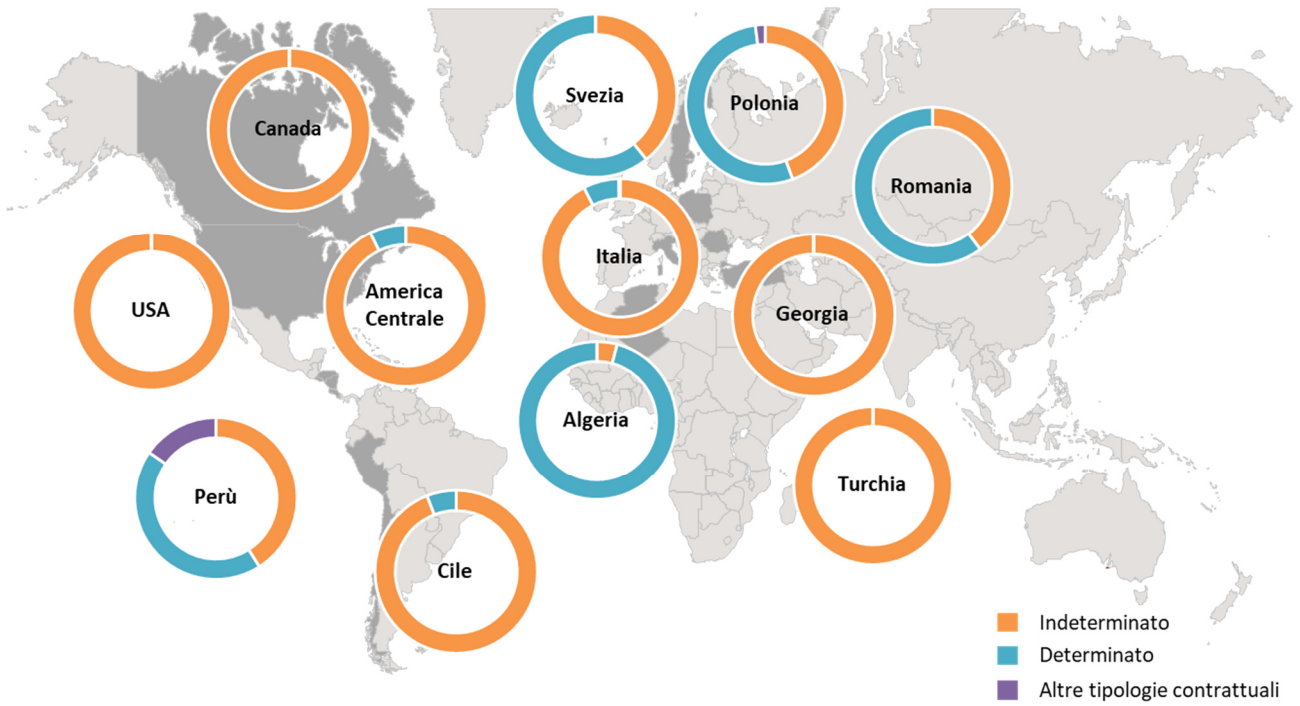 Svezia
Polonia
Canada
Romania
Italia
America
Centrale
USA
Georgia
Algeria
Turchia
Perù
Cile
Indeterminato
Determinato
Altre tipologie contrattuali